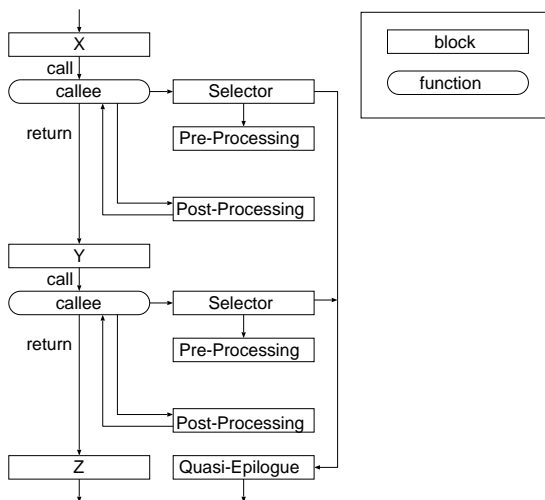 X
block
call
callee
Selector
function
return
Pre-Processing
Post-Processing
Y
call
callee
Selector
return
Pre-Processing
Post-Processing
Z
Quasi-Epilogue